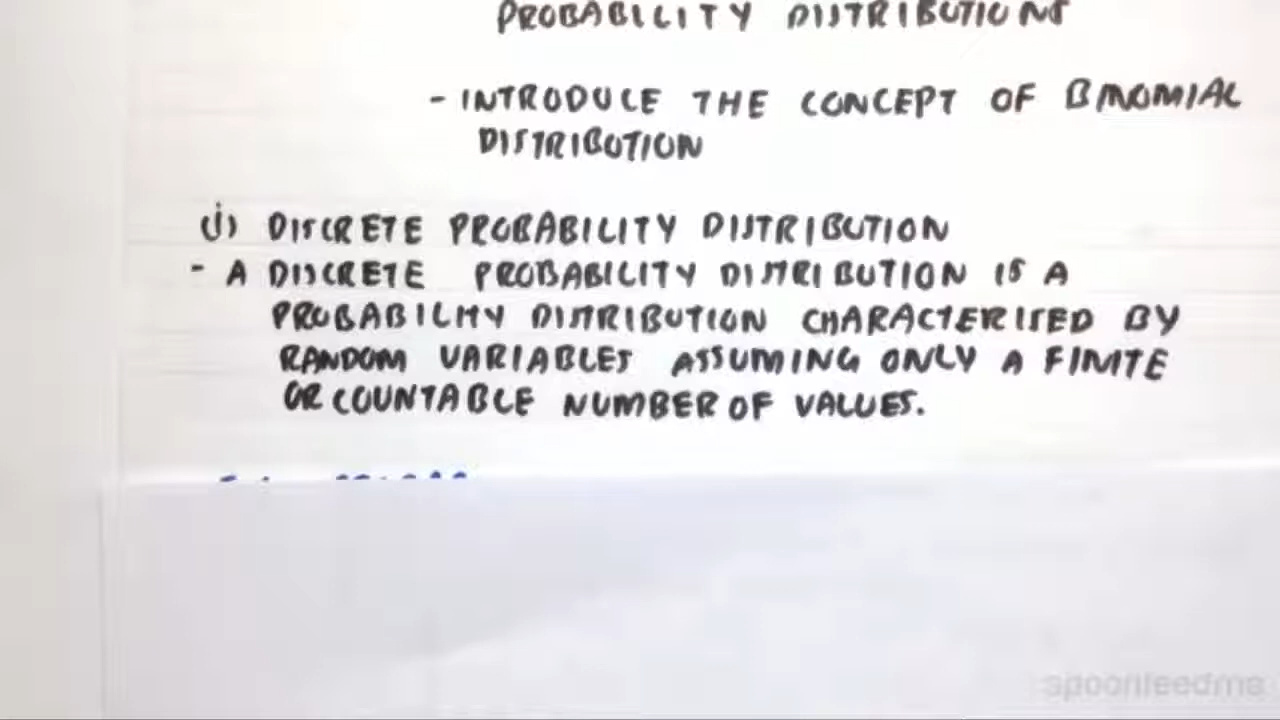 PROBABILITY DISTRIBUTIONS
- INTRODUCE THE CONCEPT OF BINOMIAL
DISTRIBUTION
(i) DISCRETE PROBABILITY DISTRIBUTION
- A DISCRETE PROBABILITY DISTRIBUTION IS A
PROBABILITY DISTRIBUTION CHARACTERISED BY
RANDOM VARIABLES ASSUMING ONLY A FINITE
OR COUNTABLE NUMBER OF VALUES.
spoonfeedme